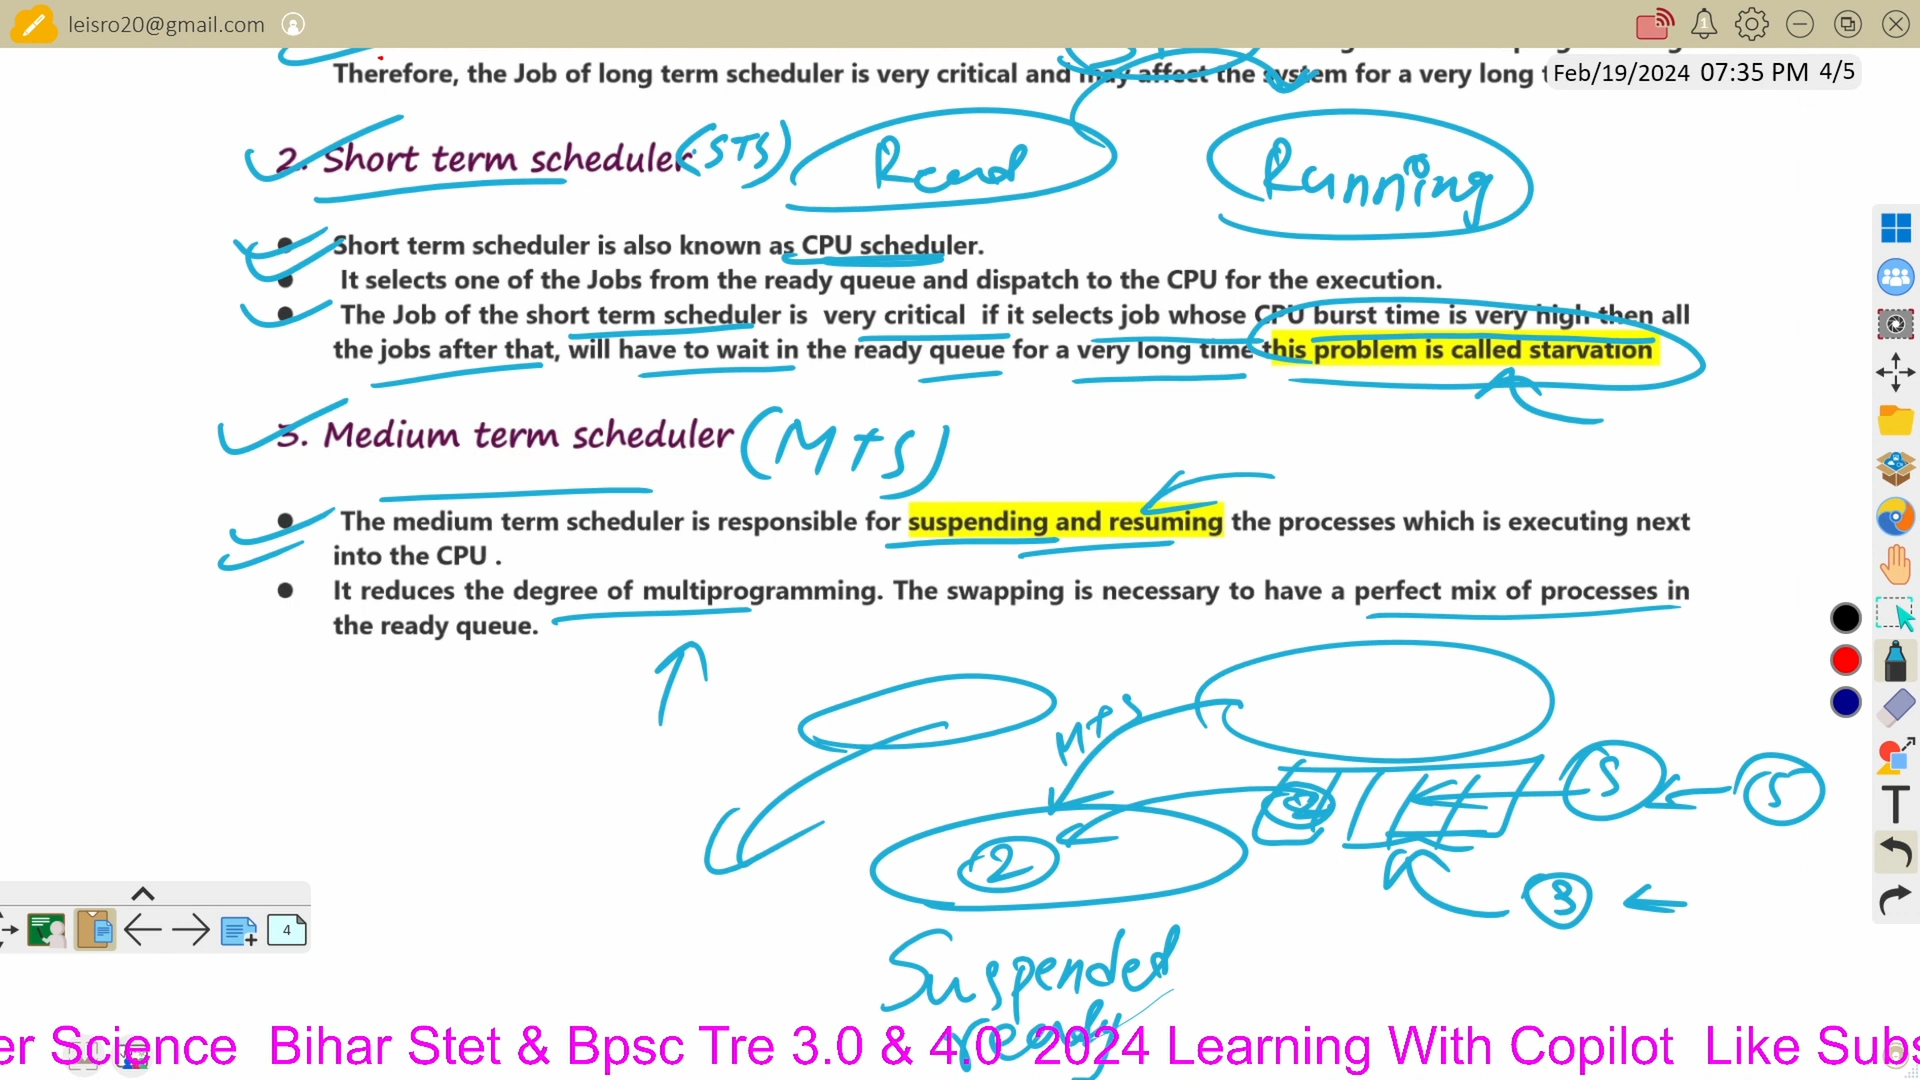 leisro20@gmail.com
Therefore, the Job of long term scheduler is very critical and may affect the system for a very long t
Feb/19/2024 07:35 PM 4/5
2. Short term scheduler (STS)
Read
Running
Short term scheduler is also known as CPU scheduler.
It selects one of the Jobs from the ready queue and dispatch to the CPU for the execution.
The Job of the short term scheduler is very critical if it selects job whose CPU burst time is very high then all
the jobs after that, will have to wait in the ready queue for a very long time this problem is called starvation
3. Medium term scheduler (MTS)
The medium term scheduler is responsible for suspending and resuming the processes which is executing next
into the CPU .
It reduces the degree of multiprogramming. The swapping is necessary to have a perfect mix of processes in
the ready queue.
MTS
5
5
2
2
3
4
Suspended
ready
er Science Bihar Stet & Bpsc Tre 3.0 & 4.0 2024 Learning With Copilot Like Subs